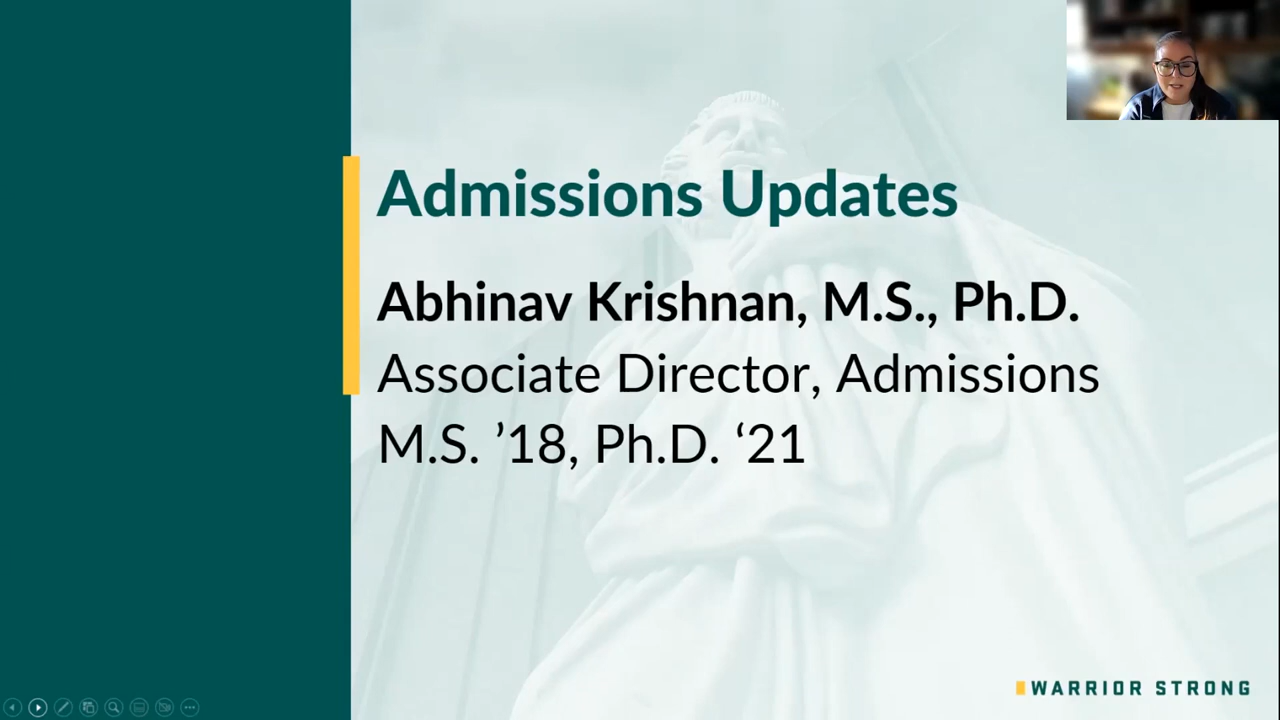 Admissions Updates
Abhinav Krishnan, M.S., Ph.D.
Associate Director, Admissions
M.S. ’18, Ph.D. ‘21
WARRIOR STRONG